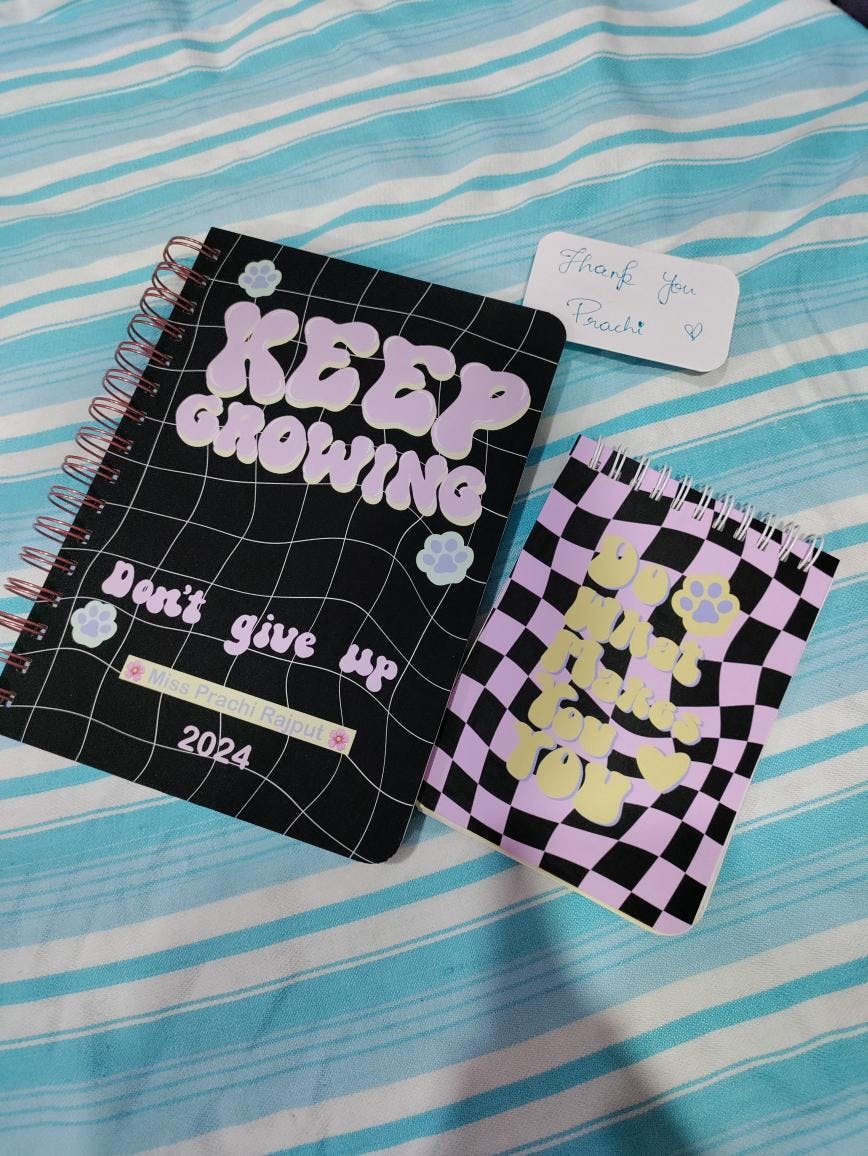 KEEP
GROWING
Don't give up
Miss Prachi Rajput
2024
Thank you
Prachi
Do
What
Makes
You
YOU